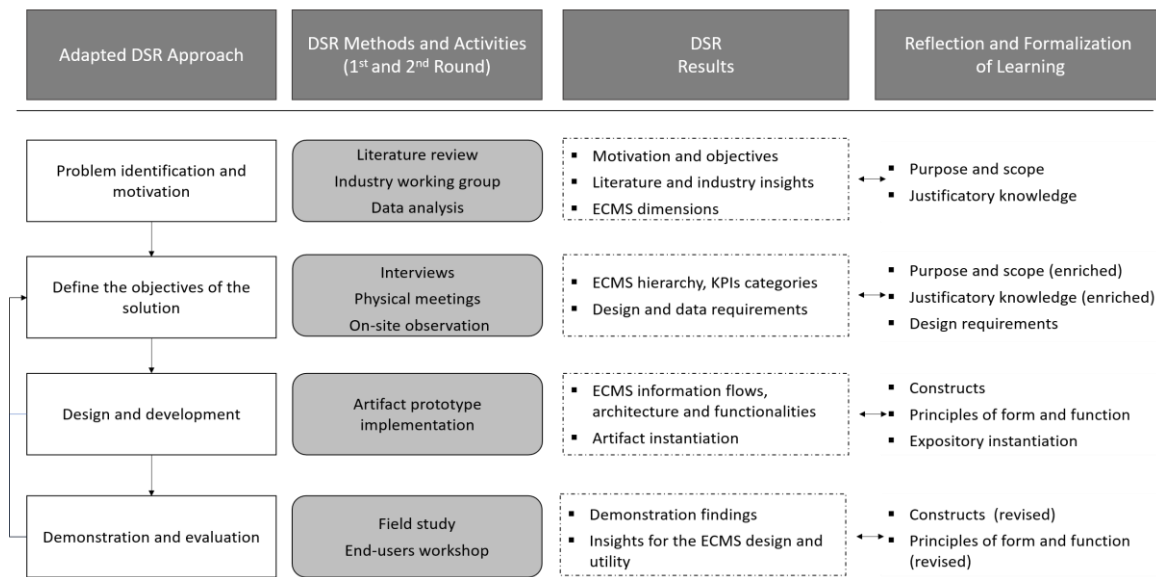 Adapted DSR Approach
DSR Methods and Activities
(1st and 2nd Round)
DSR
Results
Reflection and Formalization
of Learning
Problem identification and
motivation
Literature review
Industry working group
Data analysis
▪ Motivation and objectives
▪ Literature and industry insights
▪ ECMS dimensions
▪ Purpose and scope
▪ Justificatory knowledge
Define the objectives of the
solution
Interviews
Physical meetings
On-site observation
▪ ECMS hierarchy, KPIs categories
▪ Design and data requirements
▪ Purpose and scope (enriched)
▪ Justificatory knowledge (enriched)
▪ Design requirements
Design and development
Artifact prototype
implementation
▪ ECMS information flows,
architecture and functionalities
▪ Artifact instantiation
▪ Constructs
▪ Principles of form and function
▪ Expository instantiation
Demonstration and evaluation
Field study
End-users workshop
▪ Demonstration findings
▪ Insights for the ECMS design and
utility
▪ Constructs (revised)
▪ Principles of form and function
(revised)